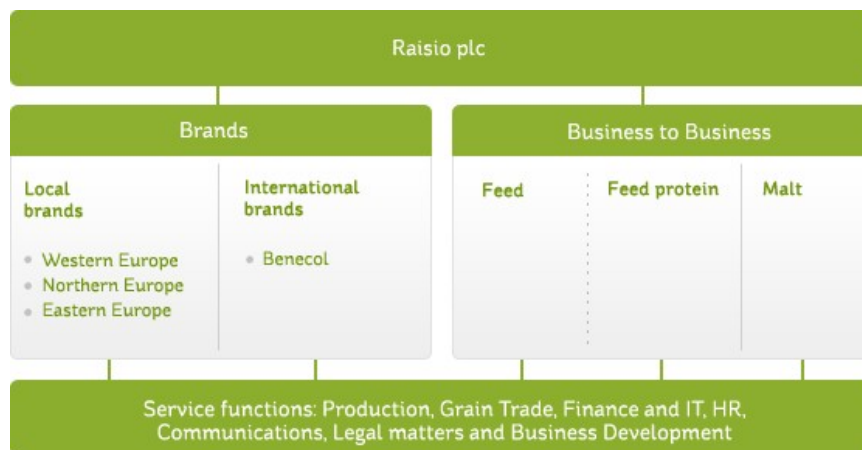 Raisio plc
Brands
Business to Business
Local
brands
Western Europe
Northern Europe
Eastern Europe
International
brands
Benecol
Feed
Feed protein
Malt
Service functions: Production, Grain Trade, Finance and IT, HR,
Communications, Legal matters and Business Development